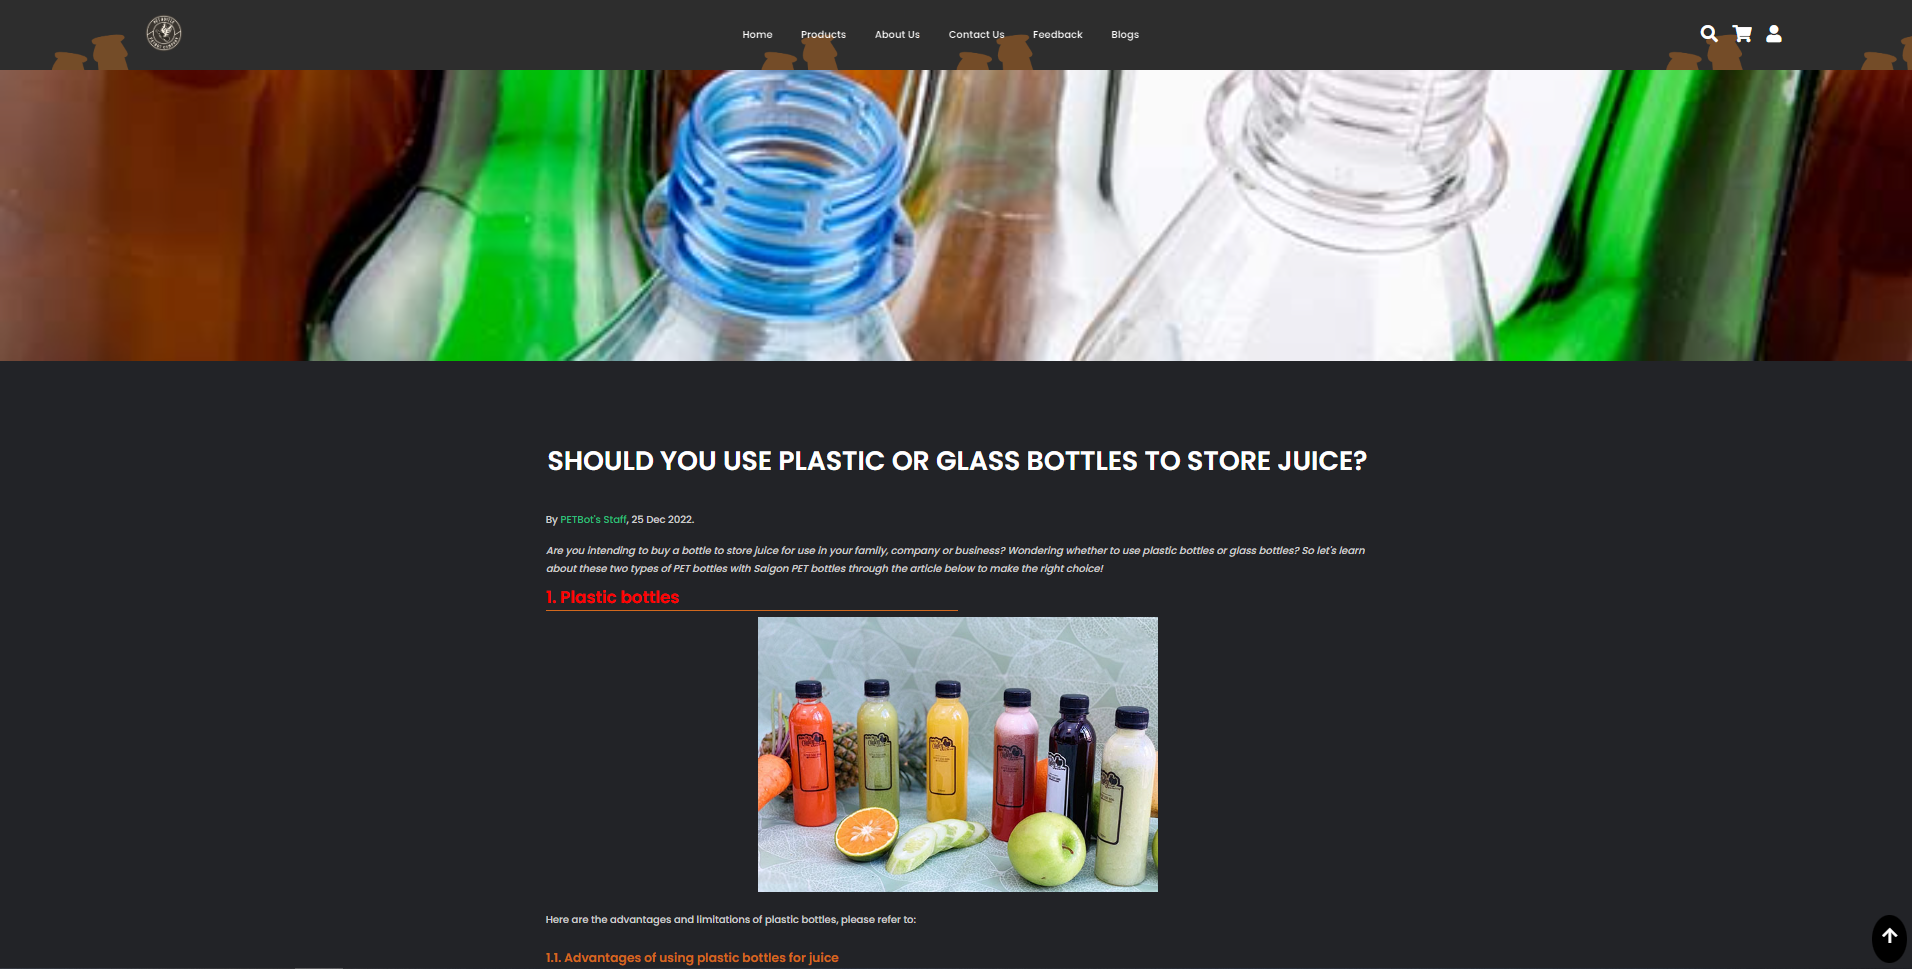 Home Products About Us Contact Us Feedback Blogs
SHOULD YOU USE PLASTIC OR GLASS BOTTLES TO STORE JUICE?
By PETBot's Staff, 25 Dec 2022.
Are you intending to buy a bottle to store juice for use in your family, company or business? Wondering whether to use plastic bottles or glass bottles? So let's learn
about these two types of PET bottles with Saigon PET bottles through the article below to make the right choice!
1. Plastic bottles
Here are the advantages and limitations of plastic bottles, please refer to:
1.1. Advantages of using plastic bottles for juice